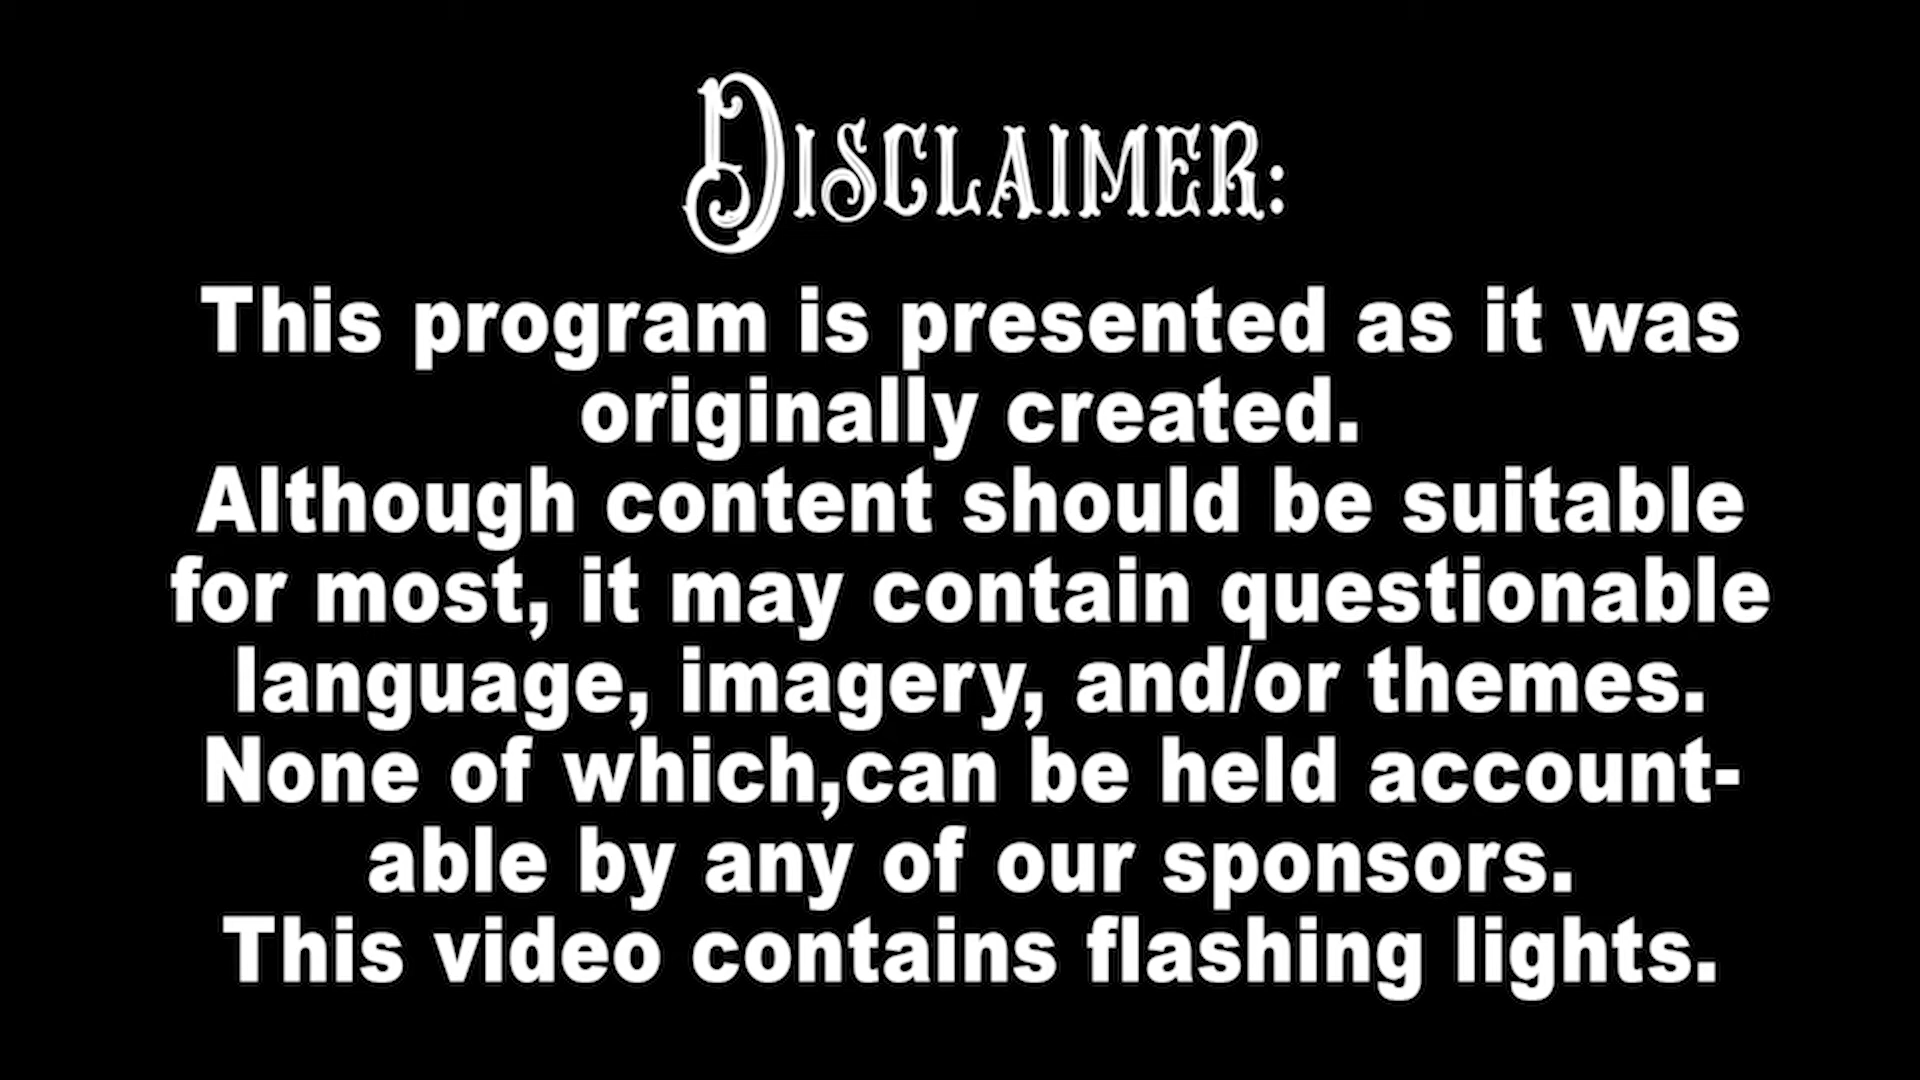 DISCLAIMER:
This program is presented as it was
originally created.
Although content should be suitable
for most, it may contain questionable
language, imagery, and/or themes.
None of which,can be held account-
able by any of our sponsors.
This video contains flashing lights.